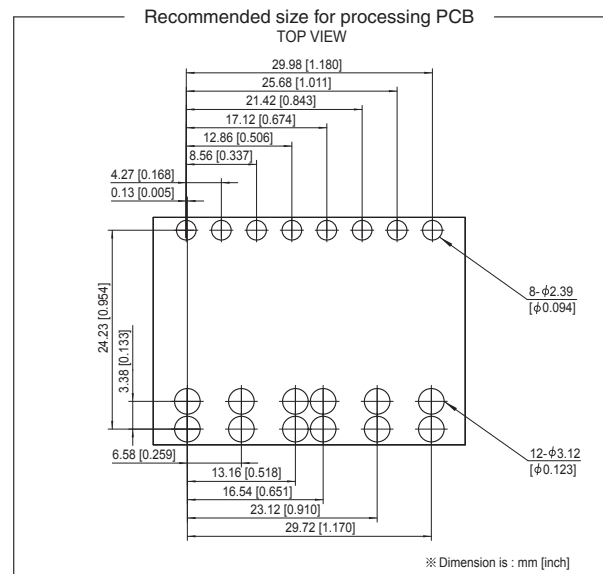 Recommended size for processing PCB
TOP VIEW
29.98 [1.180]
25.68 [1.011]
21.42 [0.843]
17.12 [0.674]
12.86 [0.506]
8.56 [0.337]
4.27 [0.168]
0.13 [0.005]
24.23 [0.954]
3.38 [0.133]
8-ϕ2.39
[ϕ0.094]
12-ϕ3.12
[ϕ0.123]
6.58 [0.259]
13.16 [0.518]
16.54 [0.651]
23.12 [0.910]
29.72 [1.170]
※ Dimension is : mm [inch]